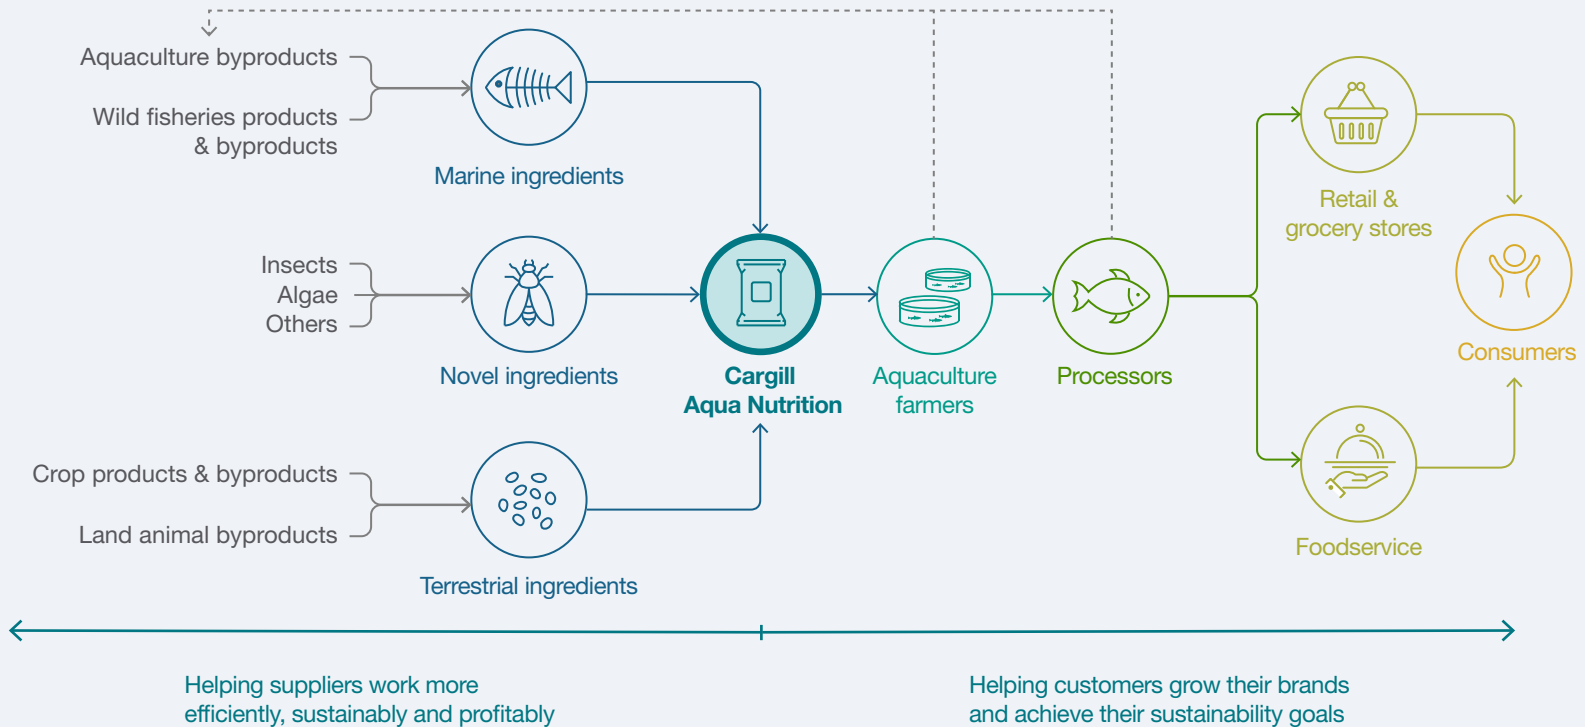 Aquaculture byproducts
Wild fisheries products
& byproducts
Marine ingredients
Insects
Algae
Others
Novel ingredients
Crop products & byproducts
Land animal byproducts
Terrestrial ingredients
Cargill
Aqua Nutrition
Aquaculture
farmers
Processors
Retail &
grocery stores
Foodservice
Consumers
Helping suppliers work more
efficiently, sustainably and profitably
Helping customers grow their brands
and achieve their sustainability goals